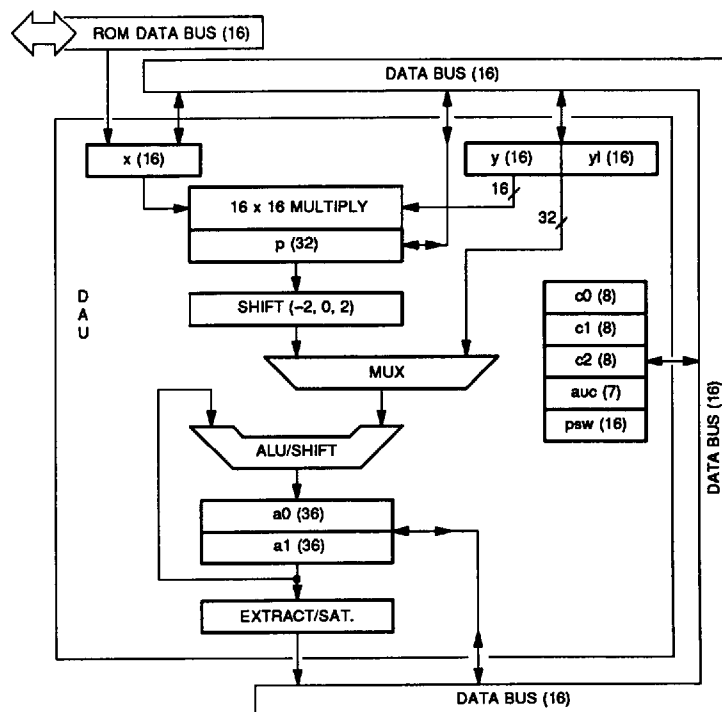 ROM DATA BUS (16)
DATA BUS (16)
x (16)
y (16) yl (16)
16
16 x 16 MULTIPLY
32
p (32)
DAU
SHIFT (–2, 0, 2)
c0 (8)
c1 (8)
c2 (8)
auc (7)
psw (16)
MUX
DATA BUS (16)
ALU/SHIFT
a0 (36)
a1 (36)
EXTRACT/SAT.
DATA BUS (16)